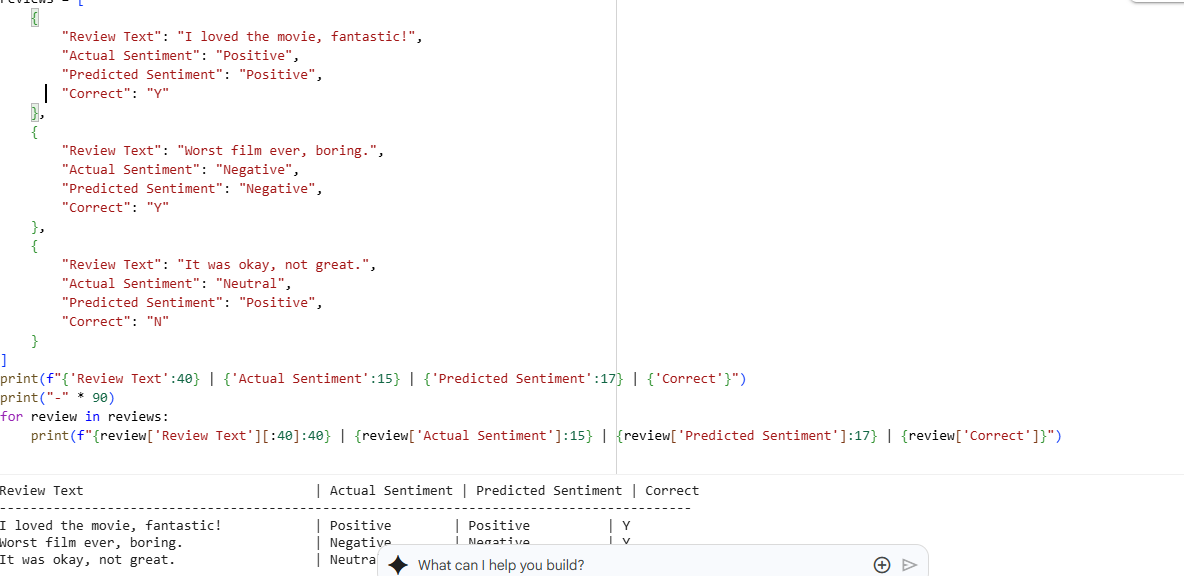 reviews = [
    {
        "Review Text": "I loved the movie, fantastic!",
        "Actual Sentiment": "Positive",
        "Predicted Sentiment": "Positive",
        "Correct": "Y"
    },
    {
        "Review Text": "Worst film ever, boring.",
        "Actual Sentiment": "Negative",
        "Predicted Sentiment": "Negative",
        "Correct": "Y"
    },
    {
        "Review Text": "It was okay, not great.",
        "Actual Sentiment": "Neutral",
        "Predicted Sentiment": "Positive",
        "Correct": "N"
    }
]
print(f"{'Review Text':40} | {'Actual Sentiment':15} | {'Predicted Sentiment':17} | {'Correct'}")
print("-" * 90)
for review in reviews:
    print(f"{review['Review Text'][:40]:40} | {review['Actual Sentiment']:15} | {review['Predicted Sentiment']:17} | {review['Correct']}")
Review Text                              | Actual Sentiment | Predicted Sentiment | Correct
------------------------------------------------------------------------------------------
I loved the movie, fantastic!            | Positive        | Positive          | Y
Worst film ever, boring.                 | Negative        | Negative          | Y
It was okay, not great.                  | Neutra
What can I help you build?